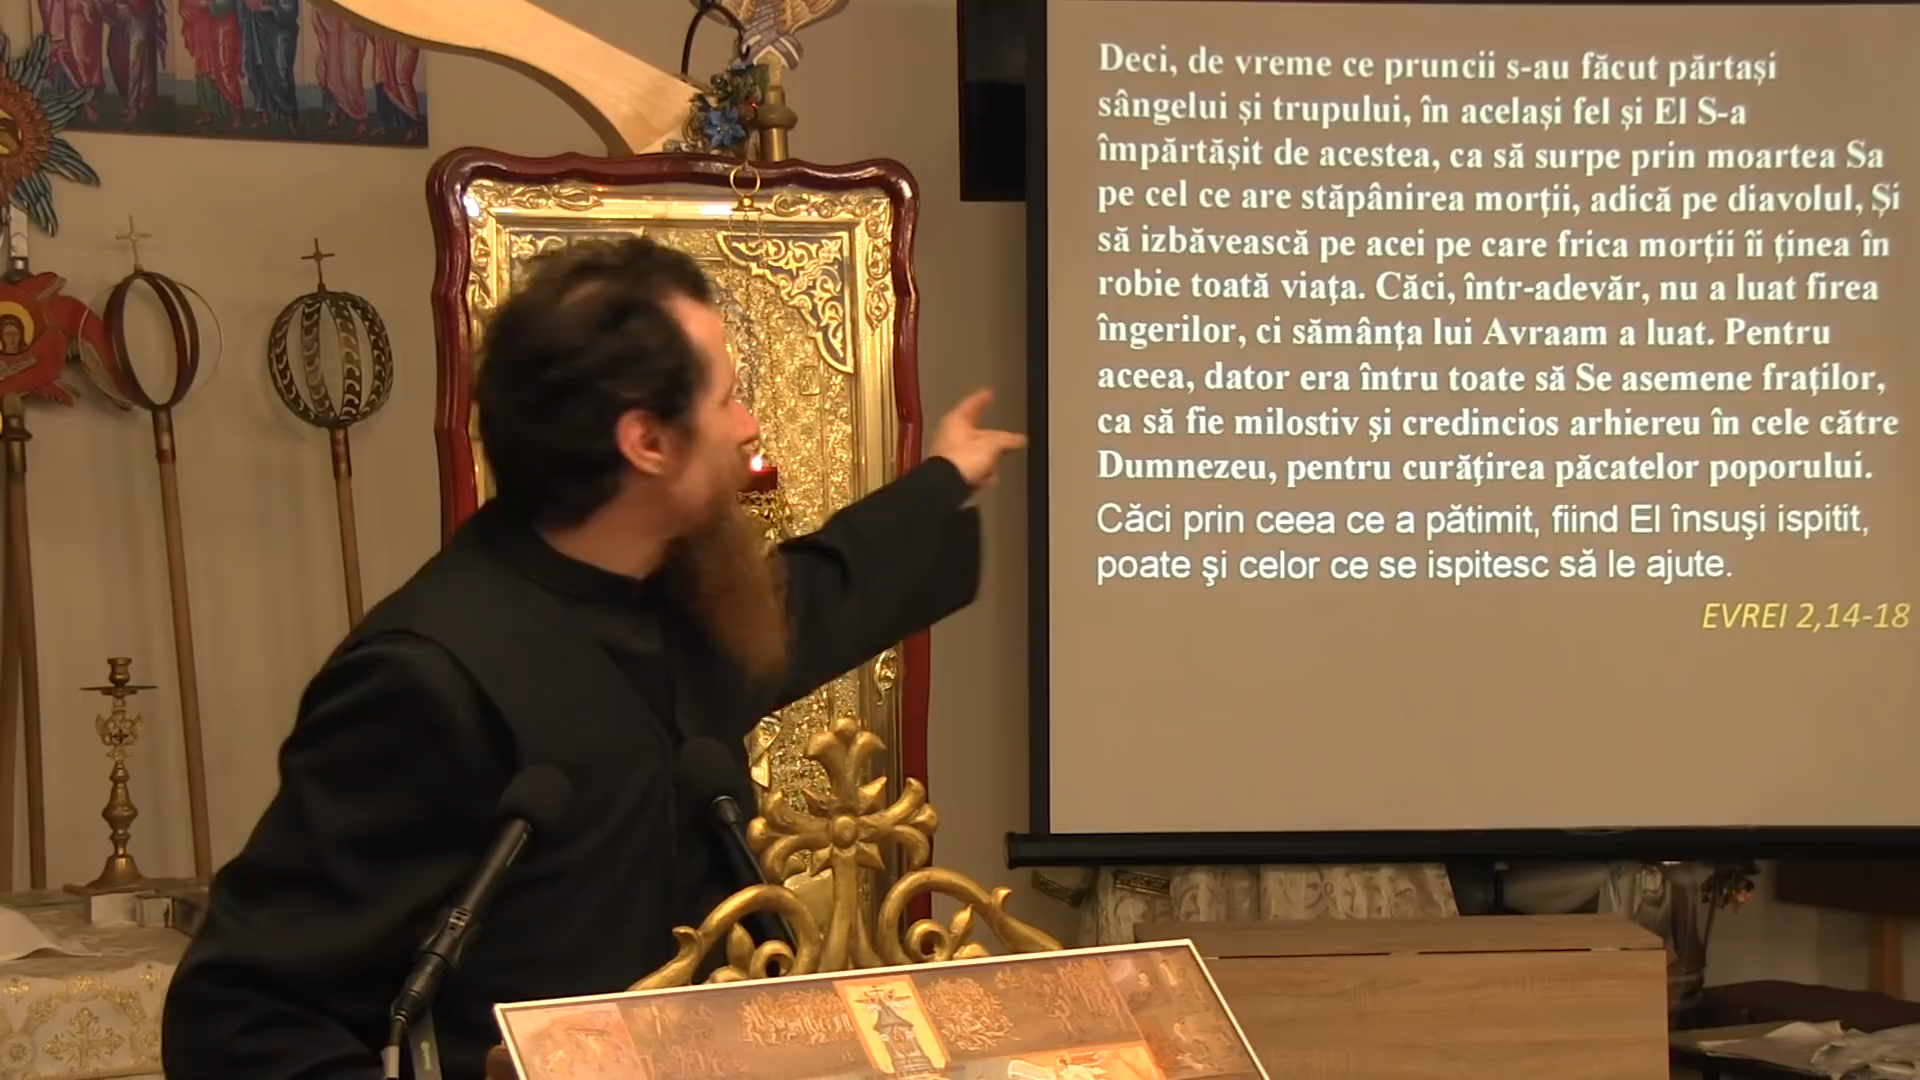 Deci, de vreme ce pruncii s-au făcut părtaşi
sângelui şi trupului, în acelaşi fel şi El S-a
împărtăşit de acestea, ca să surpe prin moartea Sa
pe cel ce are stăpânirea morţii, adică pe diavolul, Şi
să izbăvească pe acei pe care frica morţii îi ţinea în
robie toată viaţa. Căci, într-adevăr, nu a luat firea
îngerilor, ci sămânţa lui Avraam a luat. Pentru
aceea, dator era întru toate să Se asemene fraţilor,
ca să fie milostiv şi credincios arhiereu în cele către
Dumnezeu, pentru curăţirea păcatelor poporului.
Căci prin ceea ce a pătimit, fiind El însuşi ispitit,
poate şi celor ce se ispitesc să le ajute.
EVREI 2,14-18